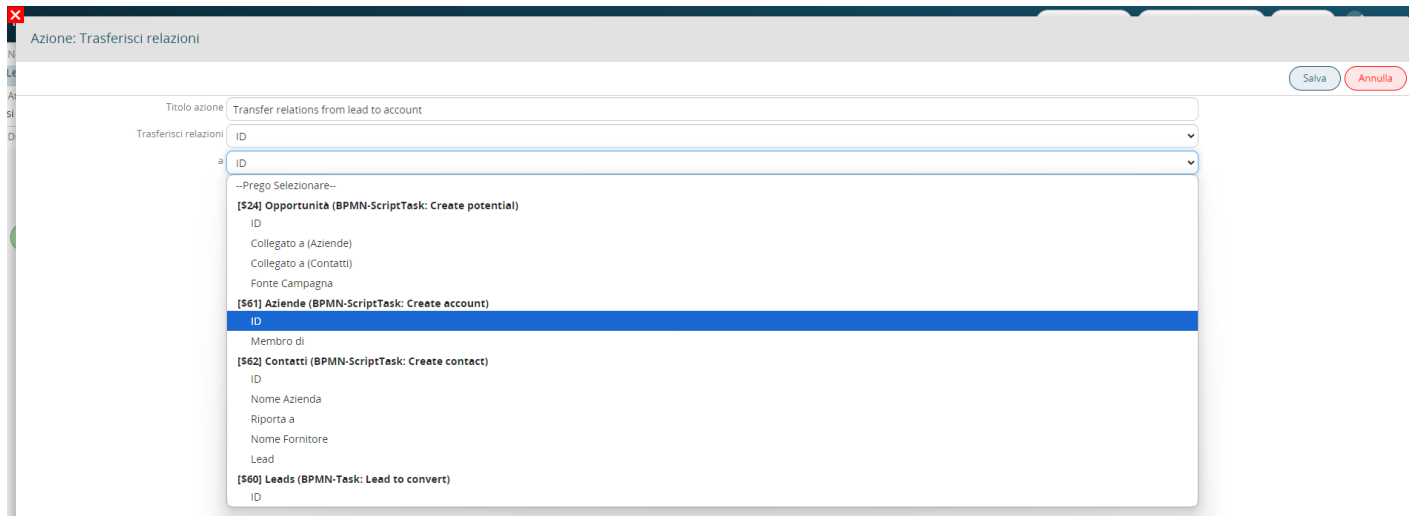 Azione: Trasferisci relazioni
Salva
Annulla
Titolo azione
Transfer relations from lead to account
Trasferisci relazioni
ID
a
ID
--Prego Selezionare--
[$24] Opportunità (BPMN-ScriptTask: Create potential)
ID
Collegato a (Aziende)
Collegato a (Contatti)
Fonte Campagna
[$61] Aziende (BPMN-ScriptTask: Create account)
ID
Membro di
[$62] Contatti (BPMN-ScriptTask: Create contact)
ID
Nome Azienda
Riporta a
Nome Fornitore
Lead
[$60] Leads (BPMN-Task: Lead to convert)
ID